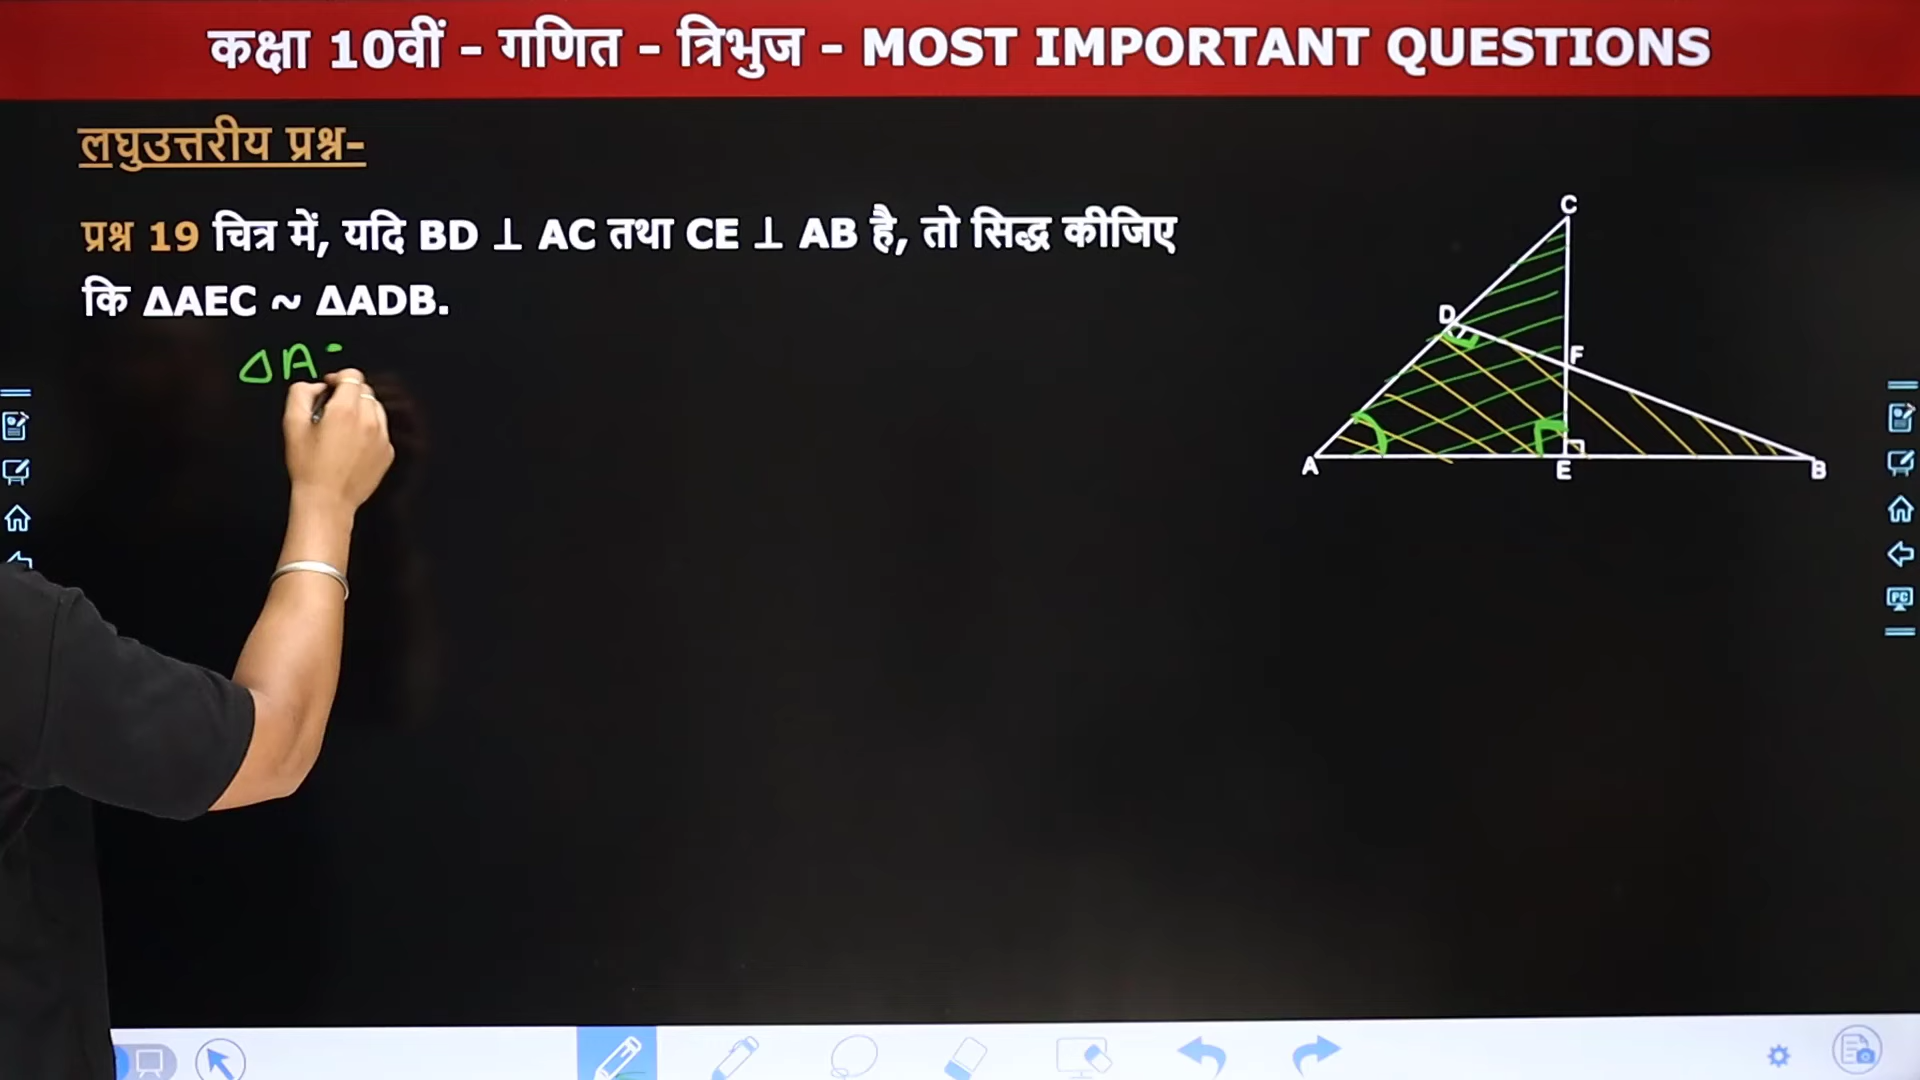 कक्षा 10वीं - गणित - त्रिभुज - MOST IMPORTANT QUESTIONS
लघुउत्तरीय प्रश्न-
प्रश्न 19 चित्र में, यदि BD ⊥ AC तथा CE ⊥ AB है, तो सिद्ध कीजिए
कि ΔAEC ~ ΔADB.
ΔA
C
D
F
A
E
B
PC